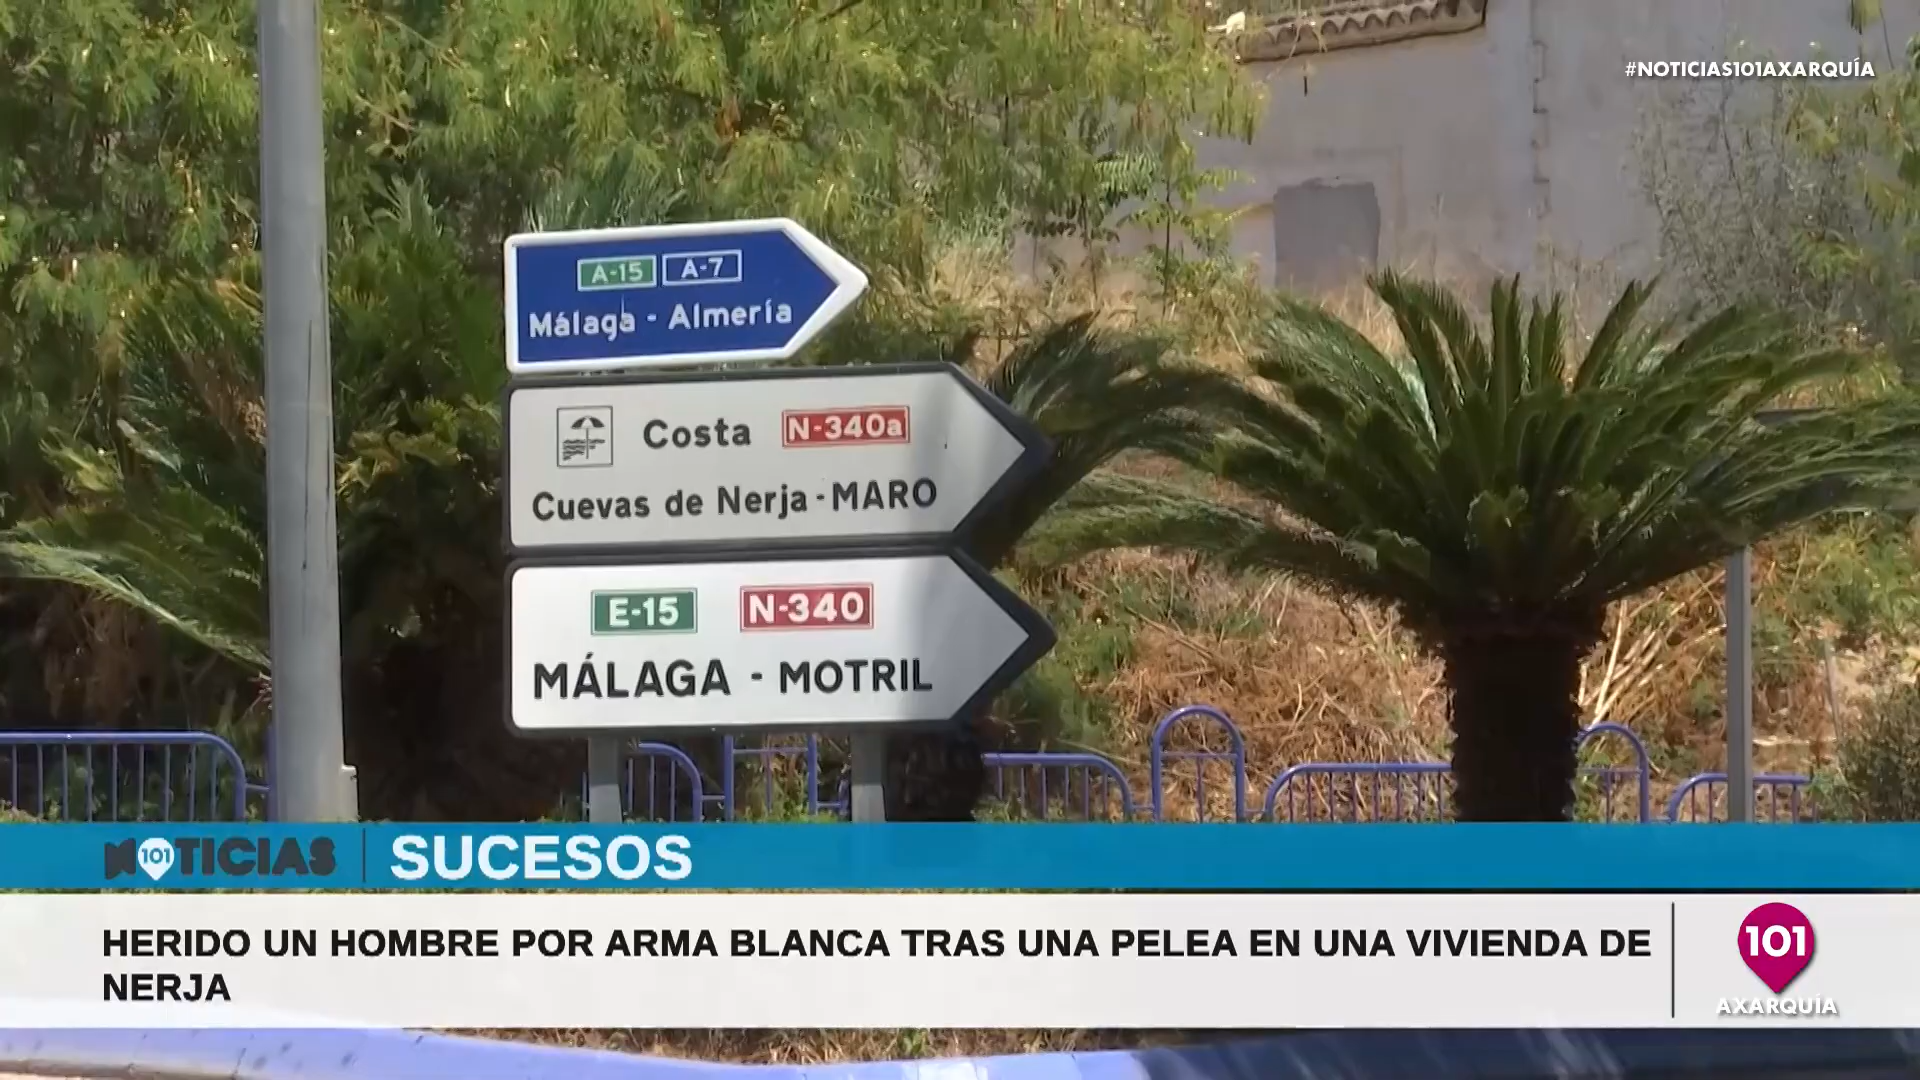 #NOTICIAS101AXARQUÍA
A-15 A-7
Málaga - Almería
Costa N-340a
Cuevas de Nerja - MARO
E-15 N-340
MÁLAGA - MOTRIL
NOTICIAS 101 SUCESOS
HERIDO UN HOMBRE POR ARMA BLANCA TRAS UNA PELEA EN UNA VIVIENDA DE
NERJA
101
AXARQUÍA